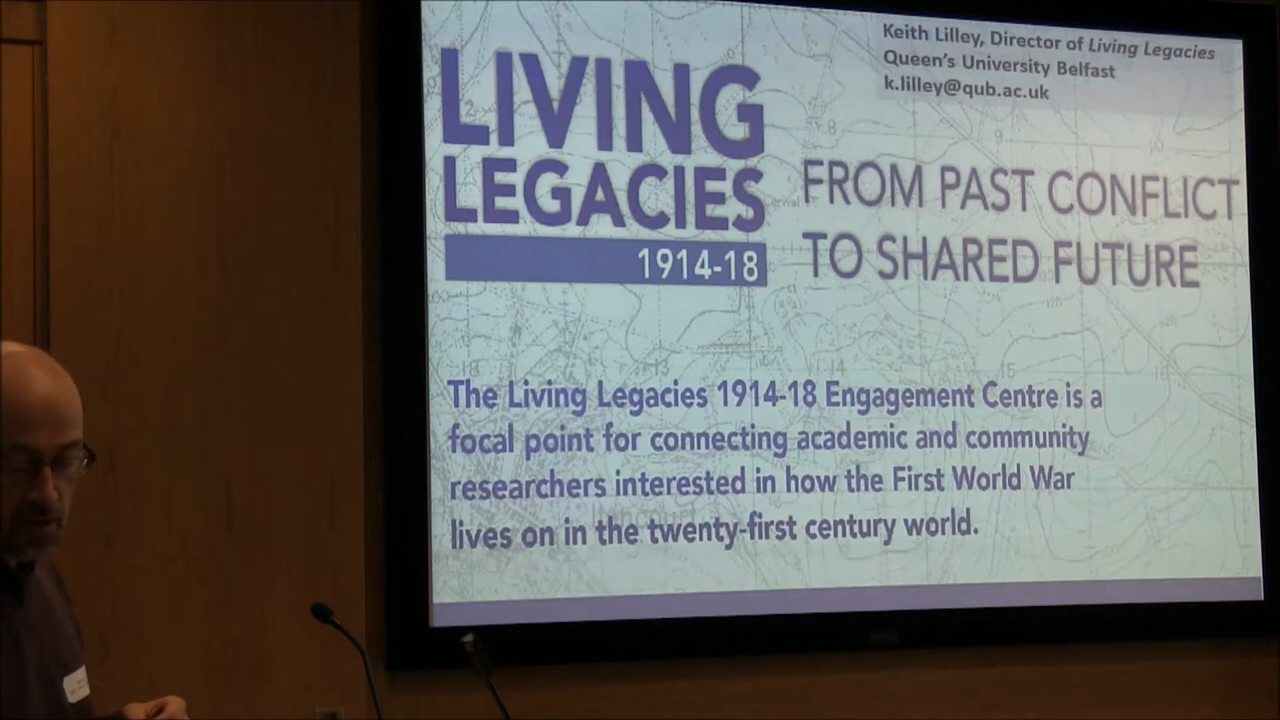 Keith Lilley, Director of Living Legacies
Queen's University Belfast
k.lilley@qub.ac.uk
LIVING
LEGACIES
1914-18
FROM PAST CONFLICT
TO SHARED FUTURE
The Living Legacies 1914-18 Engagement Centre is a
focal point for connecting academic and community
researchers interested in how the First World War
lives on in the twenty-first century world.